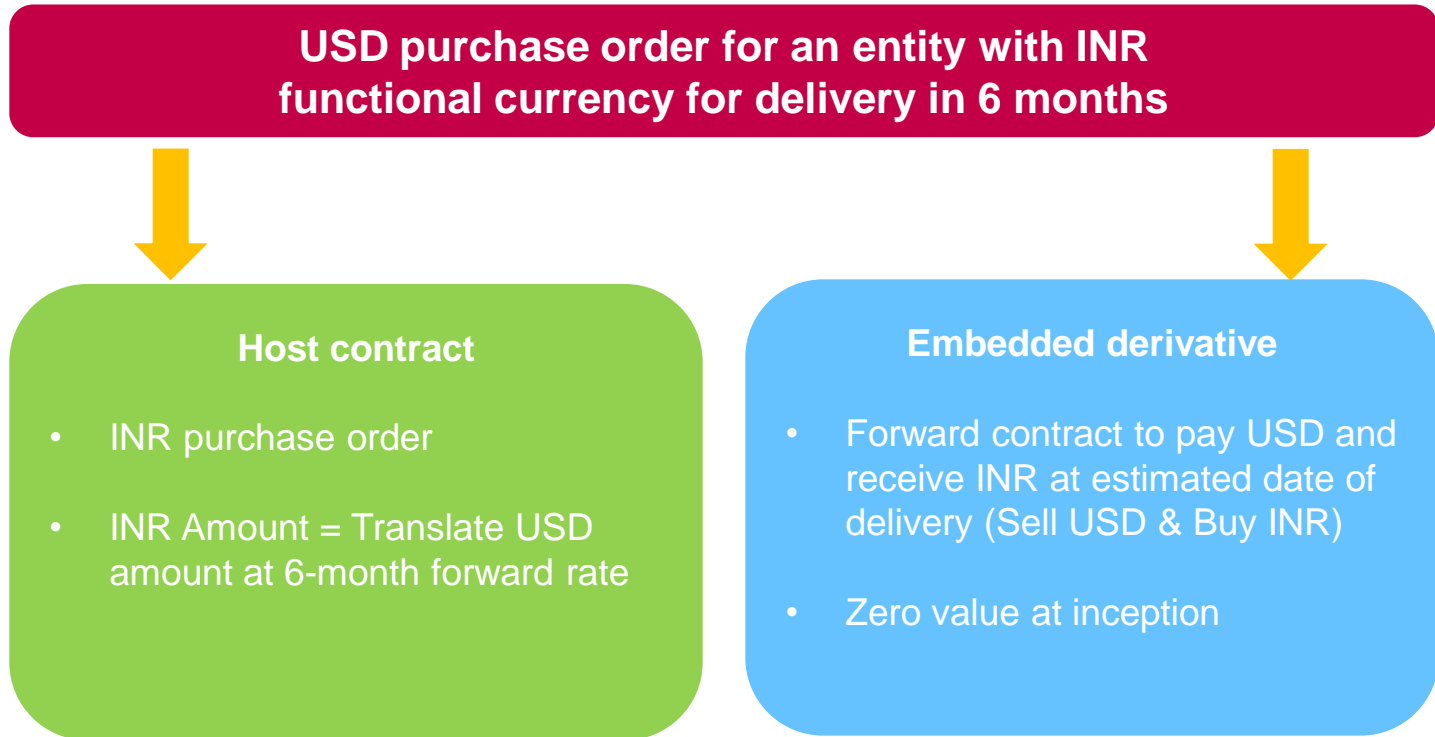 USD purchase order for an entity with INR
functional currency for delivery in 6 months
Host contract
• INR purchase order
• INR Amount = Translate USD
amount at 6-month forward rate
Embedded derivative
• Forward contract to pay USD and
receive INR at estimated date of
delivery (Sell USD & Buy INR)
• Zero value at inception